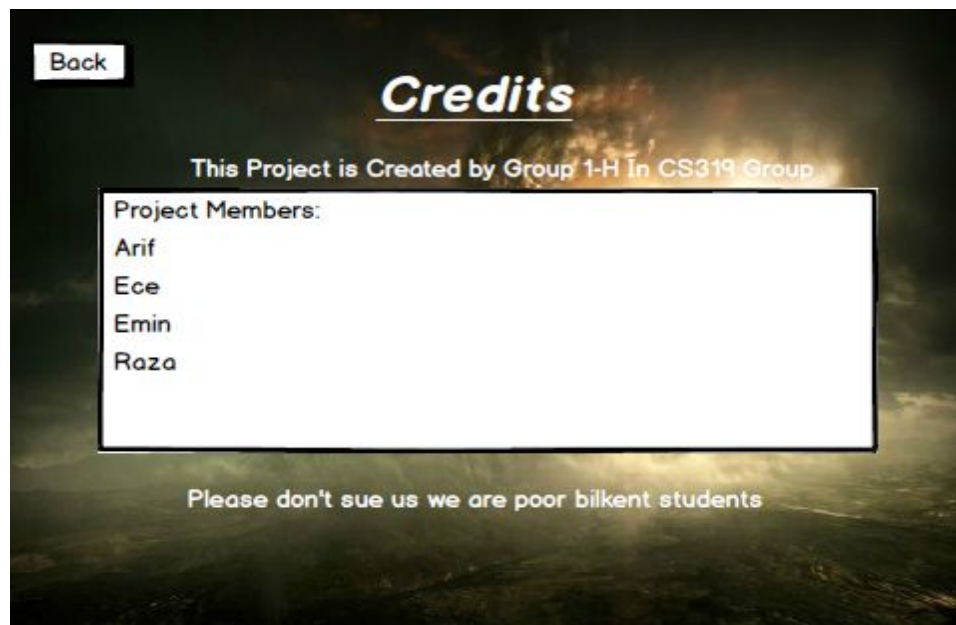 Back
Credits
This Project is Created by Group 1-H In CS319 Group
Project Members:
Arif
Ece
Emin
Raza
Please don't sue us we are poor bilkent students